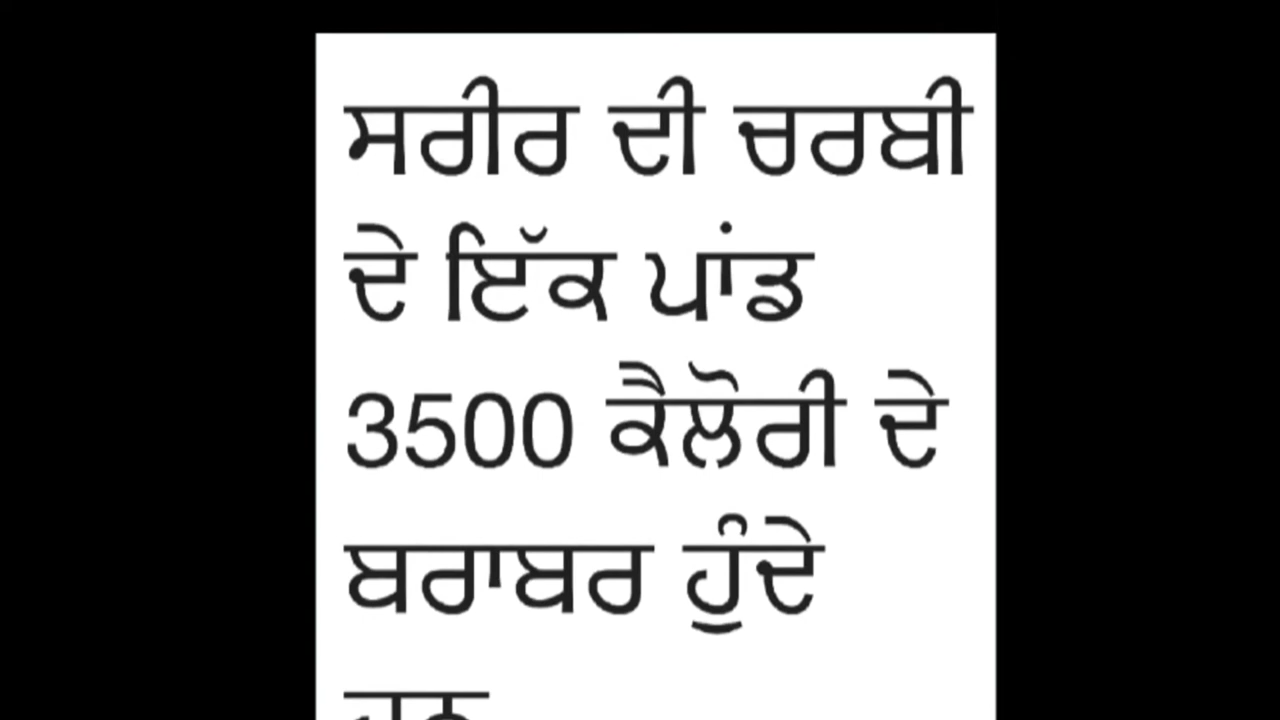 ਸਰੀਰ ਦੀ ਚਰਬੀ
ਦੇ ਇੱਕ ਪਾਂਡ
3500 ਕੈਲੋਰੀ ਦੇ
ਬਰਾਬਰ ਹੁੰਦੇ